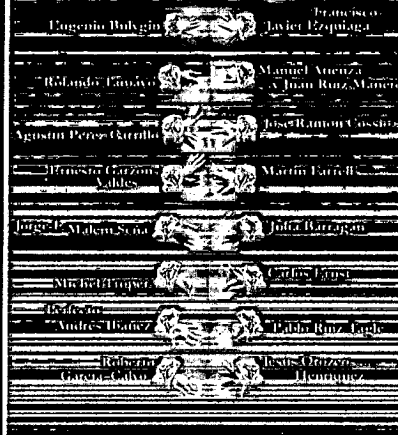 Eugenio Bulygin
Francisco
Javier Ezquiaga
Rolando Tamayo
Manuel Atienza
y Juan Ruiz Manero
Agustín Pérez Carrillo
José Ramón Cossío
Ernesto Garzón
Valdés
Martín Farrell
Jorge F. Malem Seña
Julia Barragán
Michel Troper
Carlos Ernst
Perfecto
Andrés Ibáñez
Pablo Ruiz-Tagle
Roberto
García Calvo
Jesús Orozco
Henríquez